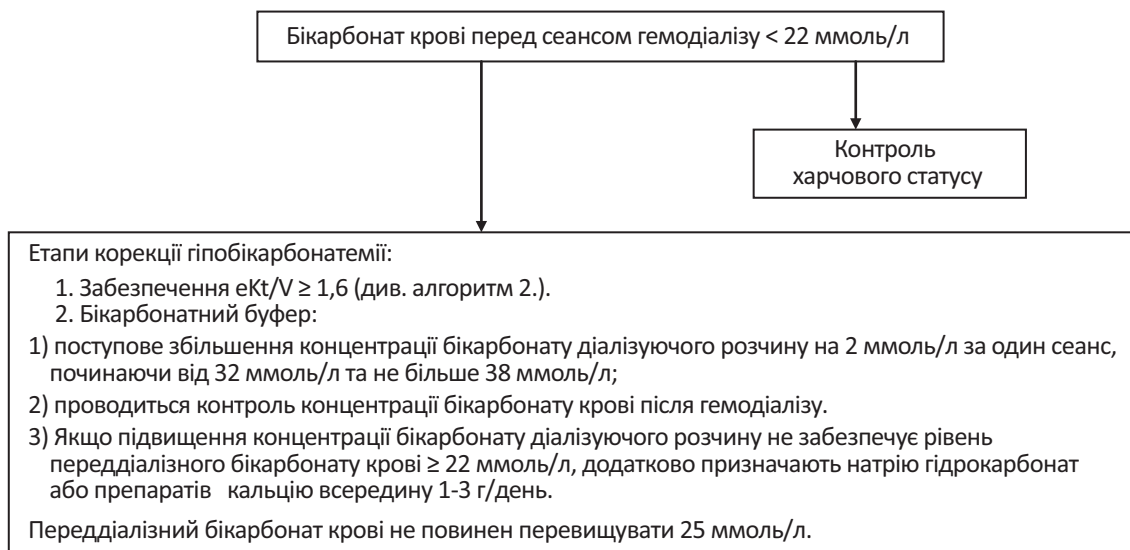 Бікарбонат крові перед сеансом гемодіалізу < 22 ммоль/л
Контроль
харчового статусу
Етапи корекції гіпобікарбонатемії:
1. Забезпечення eKt/V ≥ 1,6 (див. алгоритм 2.).
2. Бікарбонатний буфер:
1) поступове збільшення концентрації бікарбонату діалізуючого розчину на 2 ммоль/л за один сеанс,
починаючи від 32 ммоль/л та не більше 38 ммоль/л;
2) проводиться контроль концентрації бікарбонату крові після гемодіалізу.
3) Якщо підвищення концентрації бікарбонату діалізуючого розчину не забезпечує рівень
переддіалізного бікарбонату крові ≥ 22 ммоль/л, додатково призначають натрію гідрокарбонат
або препаратів кальцію всередину 1-3 г/день.
Переддіалізний бікарбонат крові не повинен перевищувати 25 ммоль/л.